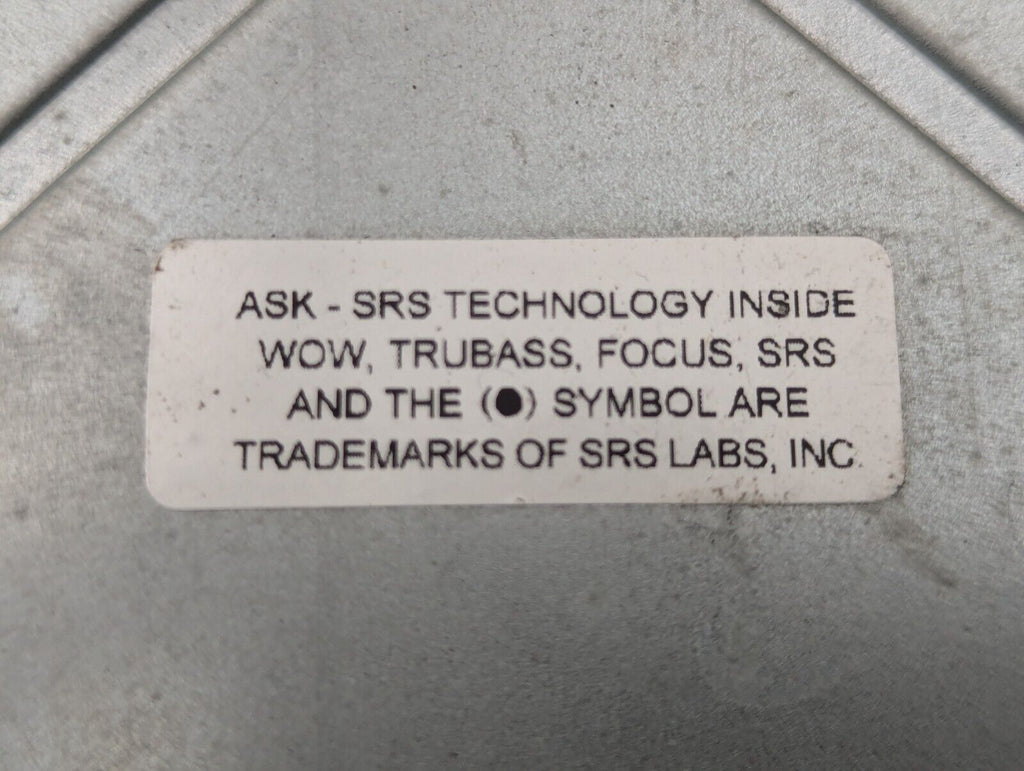 ASK - SRS TECHNOLOGY INSIDE
WOW, TRUBASS, FOCUS, SRS
AND THE (●) SYMBOL ARE
TRADEMARKS OF SRS LABS, INC.